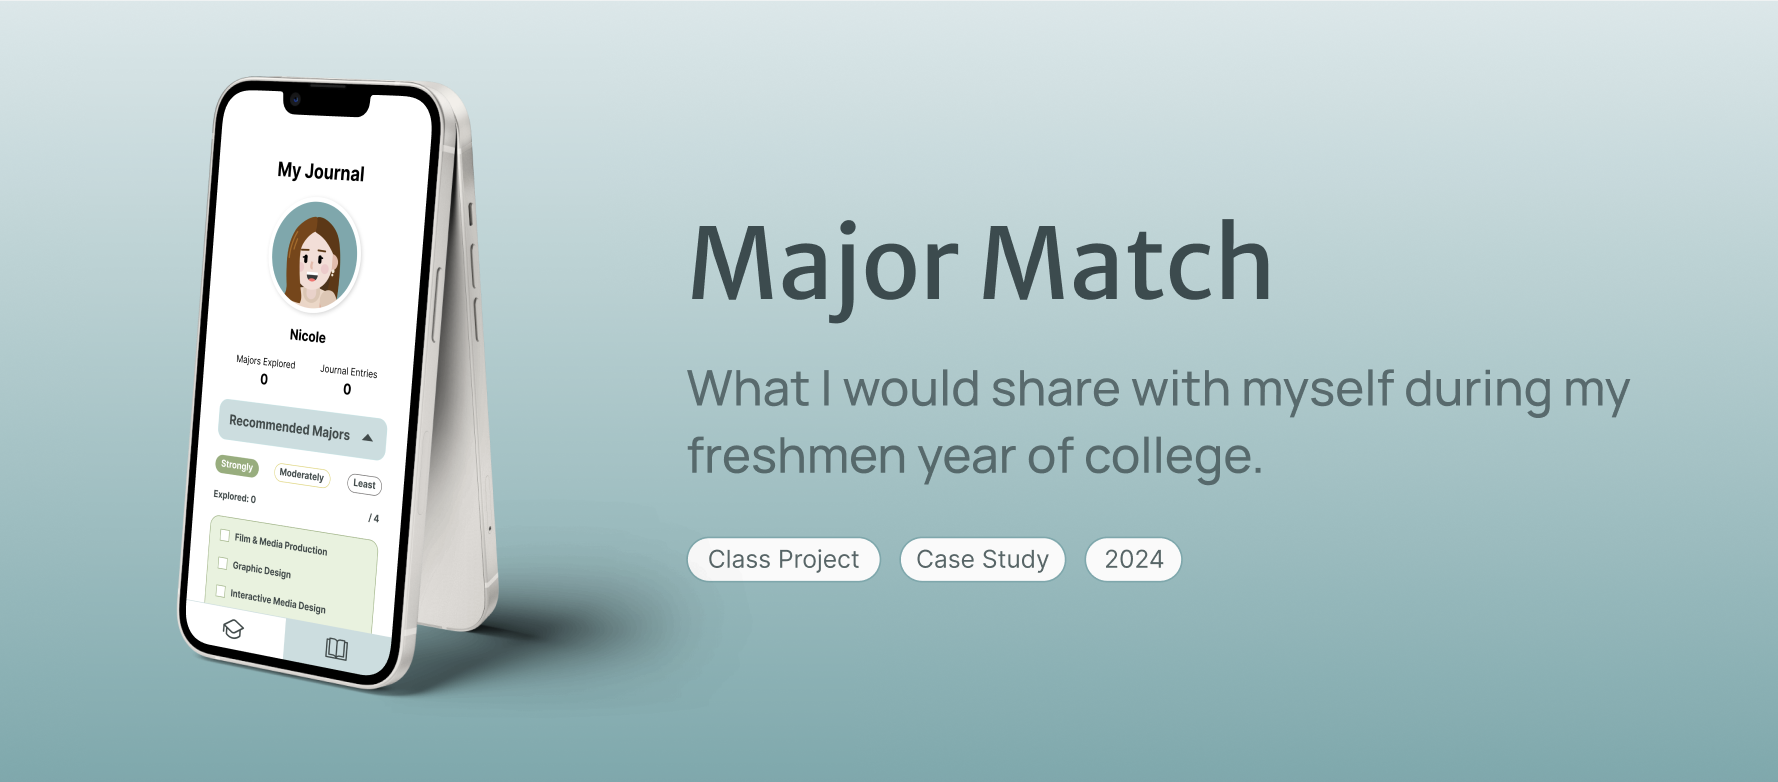 My Journal
Nicole
Majors Explored
0
Journal Entries
0
Recommended Majors
Strongly
Moderately
Least
Explored: 0
/ 4
Film & Media Production
Graphic Design
Interactive Media Design
Major Match
What I would share with myself during my
freshmen year of college.
Class Project
Case Study
2024